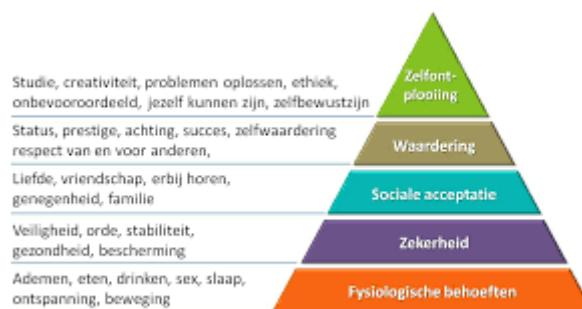 Zelfont-
plooiing
Studie, creativiteit, problemen oplossen, ethiek,
onbevooroordeeld, jezelf kunnen zijn, zelfbewustzijn
Status, prestige, achting, succes, zelfwaardering
respect van en voor anderen,
Waardering
Liefde, vriendschap, erbij horen,
genegenheid, familie
Sociale acceptatie
Veiligheid, orde, stabiliteit,
gezondheid, bescherming
Zekerheid
Ademen, eten, drinken, sex, slaap,
ontspanning, beweging
Fysiologische behoeften